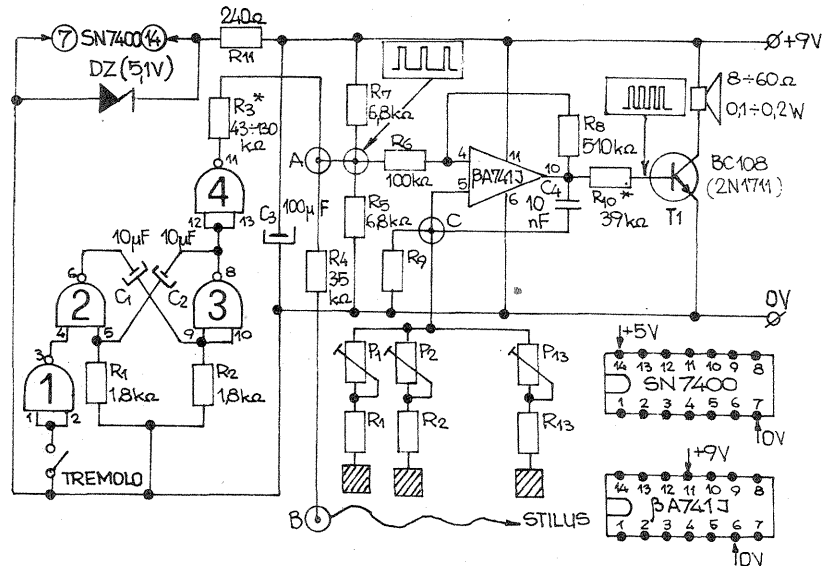 7 SN7400 14
240Ω
R11
DZ (5,1V)
+9V
R3*
43÷130
kΩ
11
4
12 13
R7
6,8kΩ
A
R6
100kΩ
R5
6,8kΩ
C3
100μF
R4
35
kΩ
4
5
βA741J
11
10
6
R8
510kΩ
C4
10
nF
R10*
39kΩ
C
R9
8÷60Ω
0,1÷0,2W
BC108
(2N1711)
T1
10μF
10μF
C1
C2
6
2
4 5
8
3
9 10
3
1
1 2
R1
1,8kΩ
R2
1,8kΩ
TREMOLO
0V
P1
P2
P13
R1
R2
R13
B
STILUS
+5V
14 13 12 11 10 9 8
SN7400
1 2 3 4 5 6 7
0V
+9V
14 13 12 11 10 9 8
βA741J
1 2 3 4 5 6 7
0V